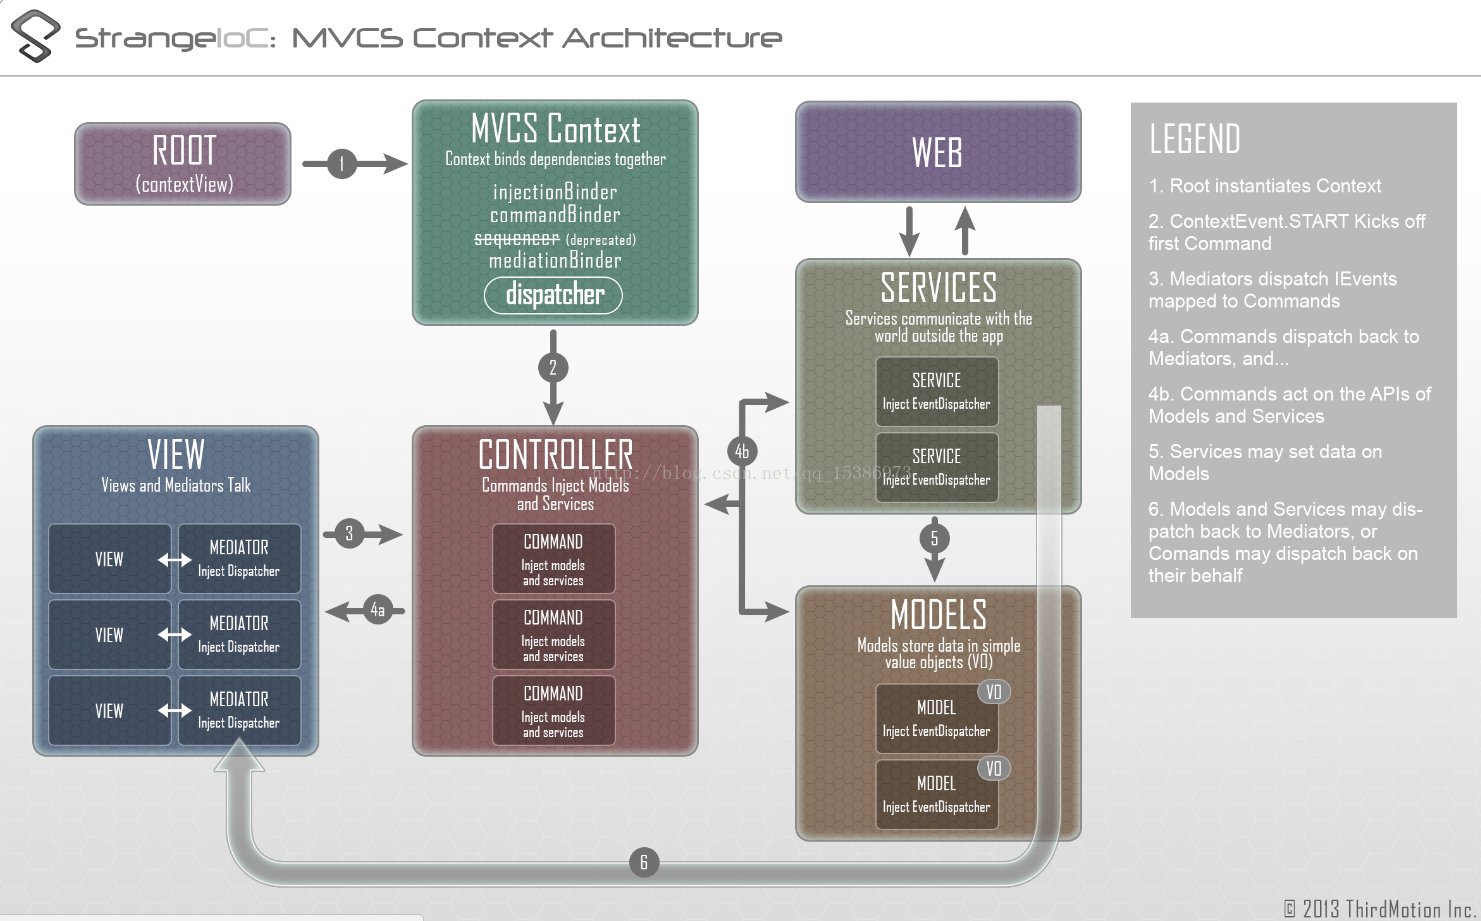 StrangeIoC: MVCS Context Architecture
ROOT
(contextView)
1
MVCS Context
Context binds dependencies together
injectionBinder
commandBinder
sequencer (deprecated)
mediationBinder
dispatcher
2
WEB
SERVICES
Services communicate with the
world outside the app
SERVICE
Inject EventDispatcher
SERVICE
Inject EventDispatcher
VIEW
Views and Mediators Talk
VIEW
MEDIATOR
Inject Dispatcher
VIEW
MEDIATOR
Inject Dispatcher
VIEW
MEDIATOR
Inject Dispatcher
3
4a
CONTROLLER
Commands Inject Models
and Services
COMMAND
Inject models
and services
COMMAND
Inject models
and services
COMMAND
Inject models
and services
4b
http://blog.csdn.net/qq_15386973
5
MODELS
Models store data in simple
value objects (VO)
VO
MODEL
Inject EventDispatcher
VO
MODEL
Inject EventDispatcher
6
LEGEND
1. Root instantiates Context
2. ContextEvent.START Kicks off
first Command
3. Mediators dispatch IEvents
mapped to Commands
4a. Commands dispatch back to
Mediators, and...
4b. Commands act on the APIs of
Models and Services
5. Services may set data on
Models
6. Models and Services may dis-
patch back to Mediators, or
Comands may dispatch back on
their behalf
© 2013 ThirdMotion Inc.